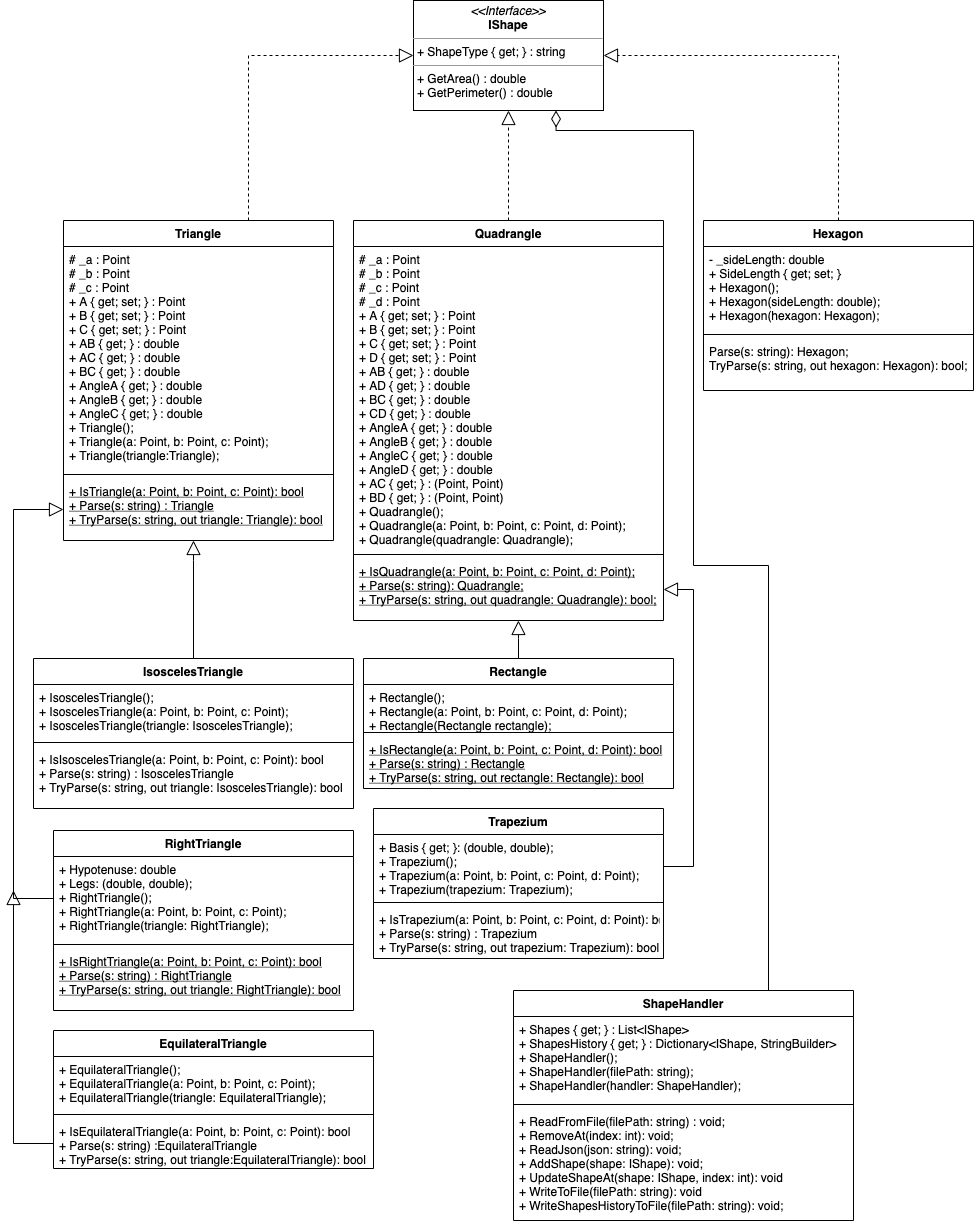 <<Interface>>
IShape
+ ShapeType { get; } : string
+ GetArea() : double
+ GetPerimeter() : double
Triangle
# _a : Point
# _b : Point
# _c : Point
+ A { get; set; } : Point
+ B { get; set; } : Point
+ C { get; set; } : Point
+ AB { get; } : double
+ AC { get; } : double
+ BC { get; } : double
+ AngleA { get; } : double
+ AngleB { get; } : double
+ AngleC { get; } : double
+ Triangle();
+ Triangle(a: Point, b: Point, c: Point);
+ Triangle(triangle:Triangle);
+ IsTriangle(a: Point, b: Point, c: Point): bool
+ Parse(s: string) : Triangle
+ TryParse(s: string, out triangle: Triangle): bool
Quadrangle
# _a : Point
# _b : Point
# _c : Point
# _d : Point
+ A { get; set; } : Point
+ B { get; set; } : Point
+ C { get; set; } : Point
+ D { get; set; } : Point
+ AB { get; } : double
+ AD { get; } : double
+ BC { get; } : double
+ CD { get; } : double
+ AngleA { get; } : double
+ AngleB { get; } : double
+ AngleC { get; } : double
+ AngleD { get; } : double
+ AC { get; } : (Point, Point)
+ BD { get; } : (Point, Point)
+ Quadrangle();
+ Quadrangle(a: Point, b: Point, c: Point, d: Point);
+ Quadrangle(quadrangle: Quadrangle);
+ IsQuadrangle(a: Point, b: Point, c: Point, d: Point);
+ Parse(s: string): Quadrangle;
+ TryParse(s: string, out quadrangle: Quadrangle): bool;
Hexagon
- _sideLength: double
+ SideLength { get; set; }
+ Hexagon();
+ Hexagon(sideLength: double);
+ Hexagon(hexagon: Hexagon);
Parse(s: string): Hexagon;
TryParse(s: string, out hexagon: Hexagon): bool;
IsoscelesTriangle
+ IsoscelesTriangle();
+ IsoscelesTriangle(a: Point, b: Point, c: Point);
+ IsoscelesTriangle(triangle: IsoscelesTriangle);
+ IsIsoscelesTriangle(a: Point, b: Point, c: Point): bool
+ Parse(s: string) : IsoscelesTriangle
+ TryParse(s: string, out triangle: IsoscelesTriangle): bool
Rectangle
+ Rectangle();
+ Rectangle(a: Point, b: Point, c: Point, d: Point);
+ Rectangle(Rectangle rectangle);
+ IsRectangle(a: Point, b: Point, c: Point, d: Point): bool
+ Parse(s: string) : Rectangle
+ TryParse(s: string, out rectangle: Rectangle): bool
RightTriangle
+ Hypotenuse: double
+ Legs: (double, double);
+ RightTriangle();
+ RightTriangle(a: Point, b: Point, c: Point);
+ RightTriangle(triangle: RightTriangle);
+ IsRightTriangle(a: Point, b: Point, c: Point): bool
+ Parse(s: string) : RightTriangle
+ TryParse(s: string, out triangle: RightTriangle): bool
Trapezium
+ Basis { get; }: (double, double);
+ Trapezium();
+ Trapezium(a: Point, b: Point, c: Point, d: Point);
+ Trapezium(trapezium: Trapezium);
+ IsTrapezium(a: Point, b: Point, c: Point, d: Point):
+ Parse(s: string) : Trapezium
+ TryParse(s: string, out trapezium: Trapezium): bool
EquilateralTriangle
+ EquilateralTriangle();
+ EquilateralTriangle(a: Point, b: Point, c: Point);
+ EquilateralTriangle(triangle: EquilateralTriangle);
+ IsEquilateralTriangle(a: Point, b: Point, c: Point): bool
+ Parse(s: string) :EquilateralTriangle
+ TryParse(s: string, out triangle:EquilateralTriangle): bool
ShapeHandler
+ Shapes { get; } : List<IShape>
+ ShapesHistory { get; } : Dictionary<IShape, StringBuilder>
+ ShapeHandler();
+ ShapeHandler(filePath: string);
+ ShapeHandler(handler: ShapeHandler);
+ ReadFromFile(filePath: string) : void;
+ RemoveAt(index: int): void;
+ ReadJson(json: string): void;
+ AddShape(shape: IShape): void;
+ UpdateShapeAt(shape: IShape, index: int): void
+ WriteToFile(filePath: string): void
+ WriteShapesHistoryToFile(filePath: string): void;